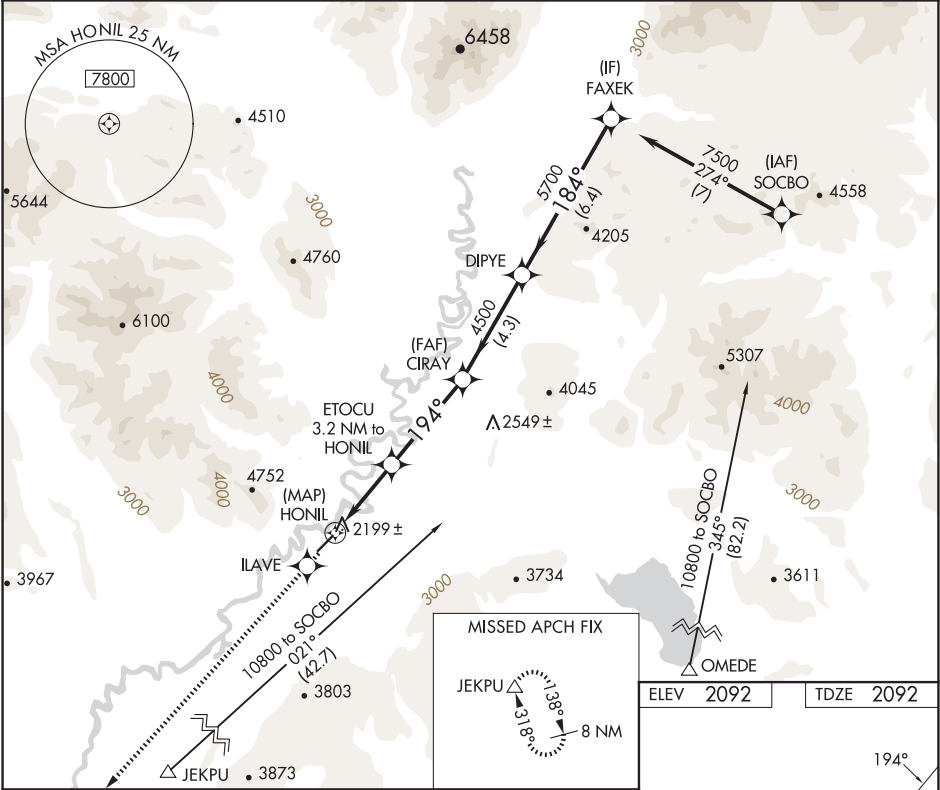 MSA HONIL 25 NM
7800
6458
3000
(IF)
FAXEK
4510
7500
274°
(7)
(IAF)
SOCBO
4558
5644
3000
5700
184°
(6.4)
4205
4760
DIPYE
4500
(4.3)
6100
(FAF)
CIRAY
5307
4000
4045
4000
ETOCU
3.2 NM to
HONIL
194°
2549 ±
4752
4000
3000
(MAP)
HONIL
2199 ±
3000
ILAVE
10800 to SOCBO
345°
(82.2)
3967
3000
3734
3611
10800 to SOCBO
021°
(42.7)
MISSED APCH FIX
JEKPU
138°
318°
8 NM
OMEDE
3803
ELEV 2092
TDZE 2092
JEKPU
3873
194°